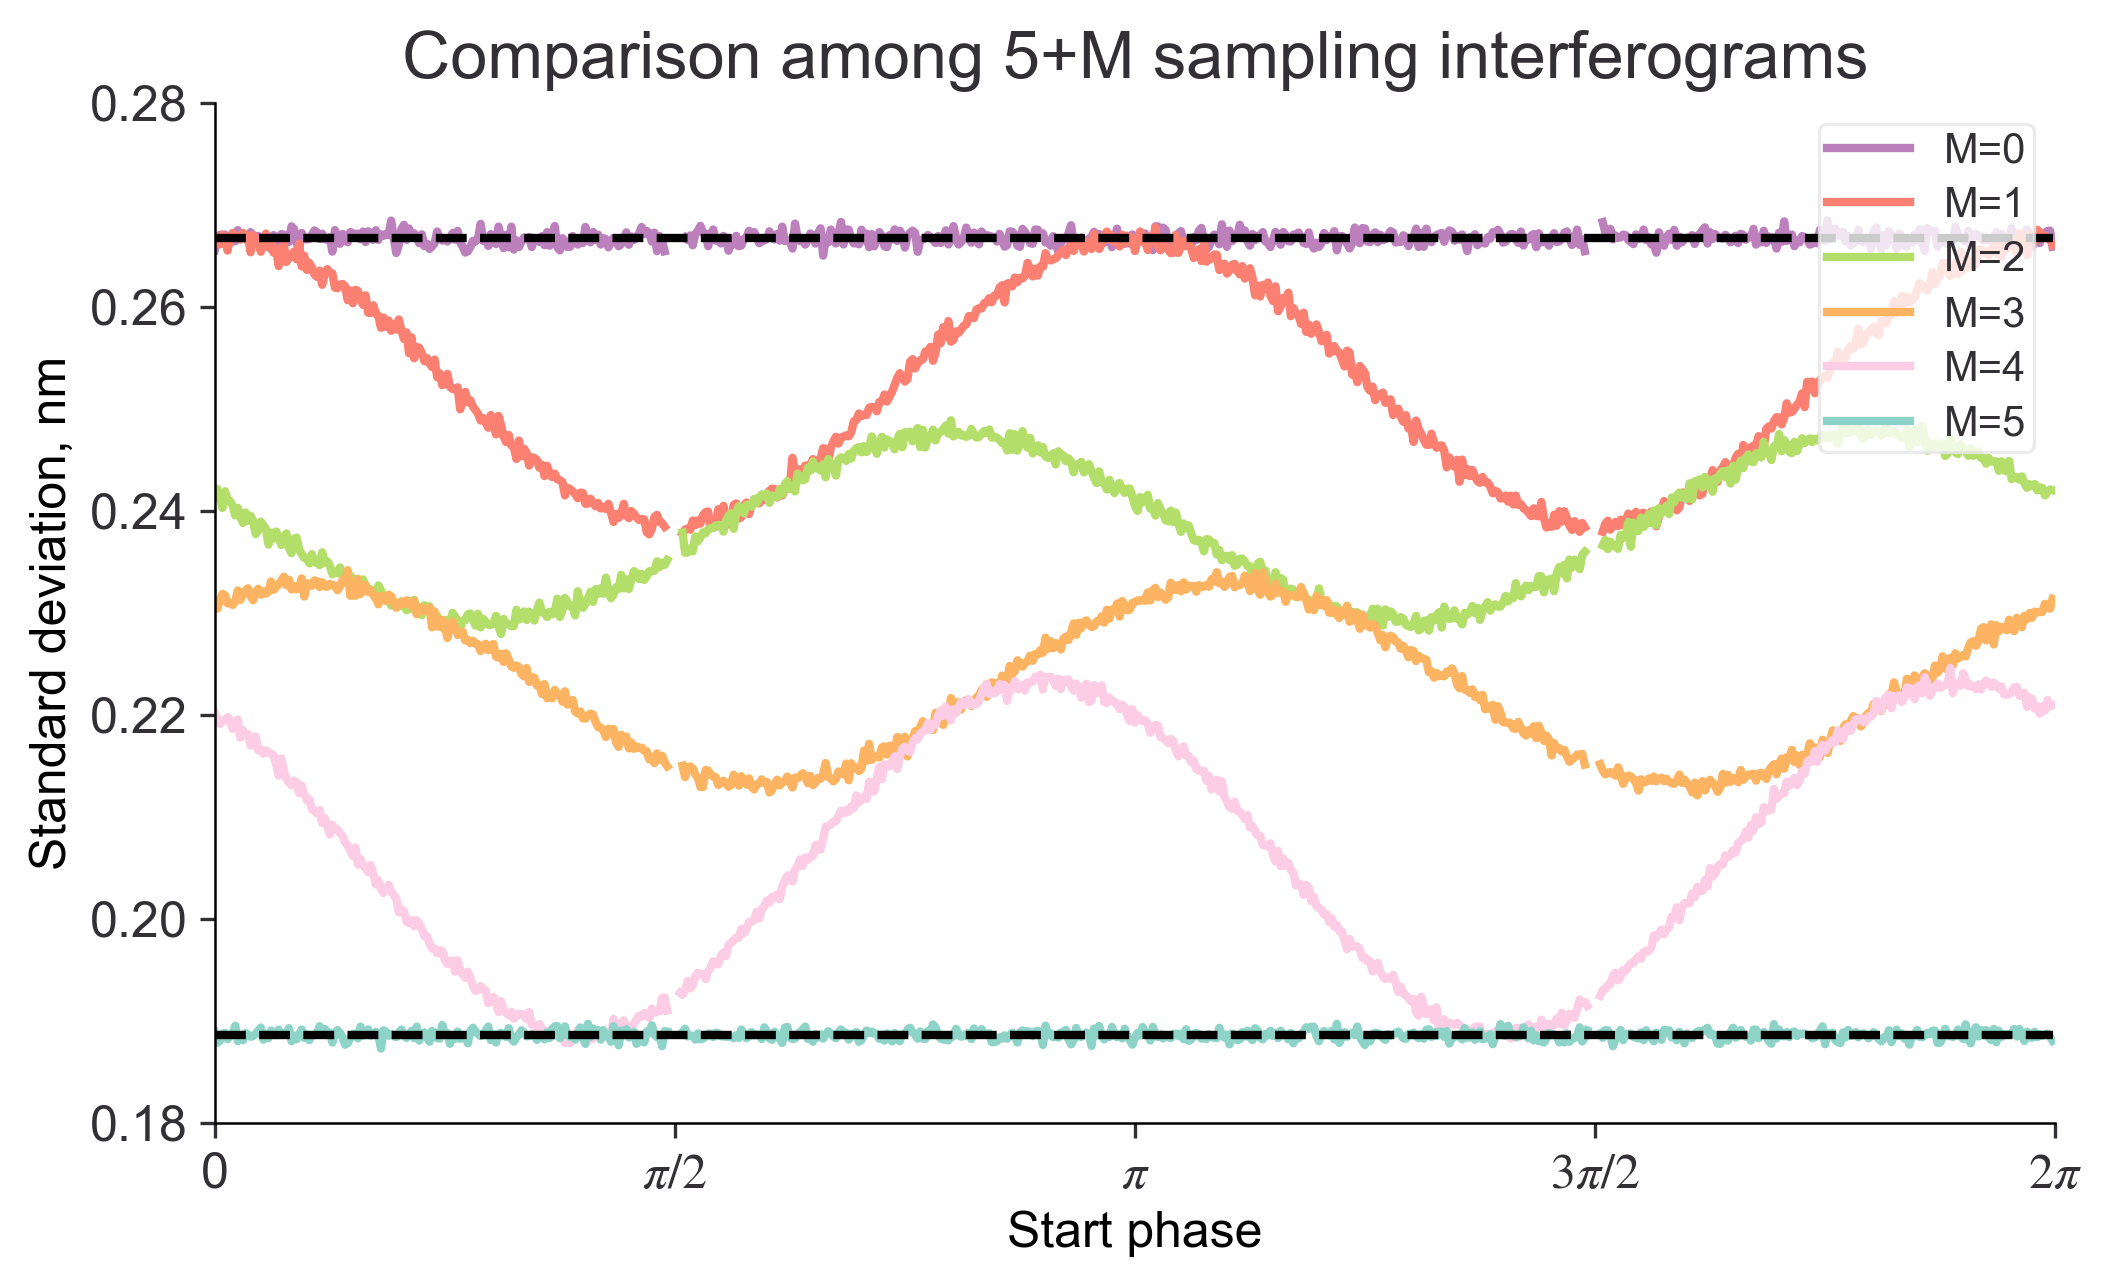 Comparison among 5+M sampling interferograms
0.28
0.26
0.24
0.22
0.20
0.18
Standard deviation, nm
M=0
M=1
M=2
M=3
M=4
M=5
0
π/2
π
3π/2
2π
Start phase